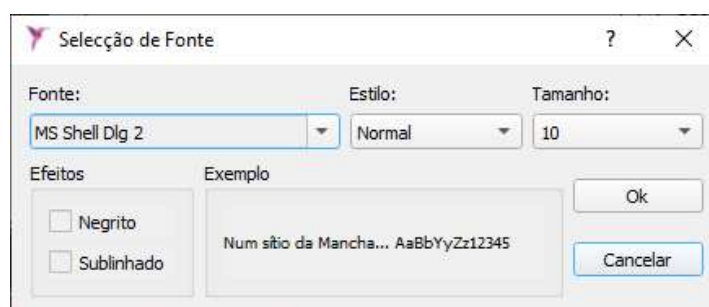 Selecção de Fonte
?
Fonte:
Estilo:
Tamanho:
MS Shell Dlg 2
Normal
10
Efeitos
Exemplo
Negrito
Sublinhado
Num sítio da Mancha... AaBbYyZz12345
Ok
Cancelar